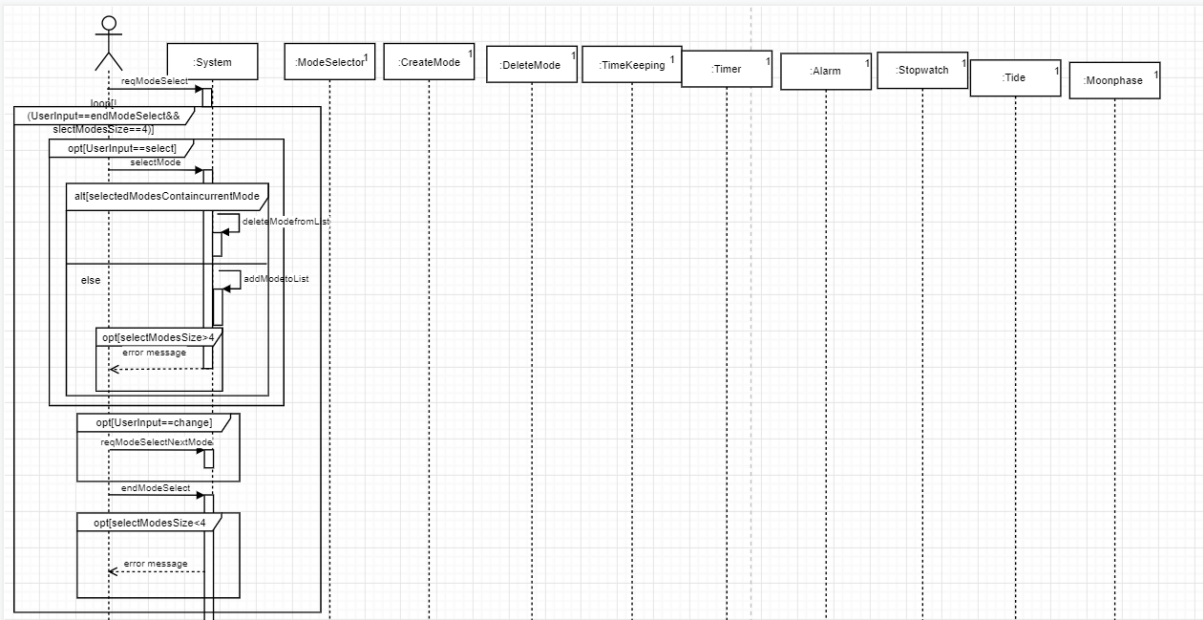 :System
:ModeSelector 1
:CreateMode 1
:DeleteMode 1
:TimeKeeping 1
:Timer 1
:Alarm 1
:Stopwatch 1
:Tide 1
:Moonphase 1
reqModeSelect
loop[!
(UserInput==endModeSelect&&
slectModesSize==4)]
opt[UserInput==select]
selectMode
alt[selectedModesContaincurrentMode
deleteModefromList
else
addModetoList
opt[selectModesSize>4
error message
opt[UserInput==change]
reqModeSelectNextMode
endModeSelect
opt[selectModesSize<4
error message